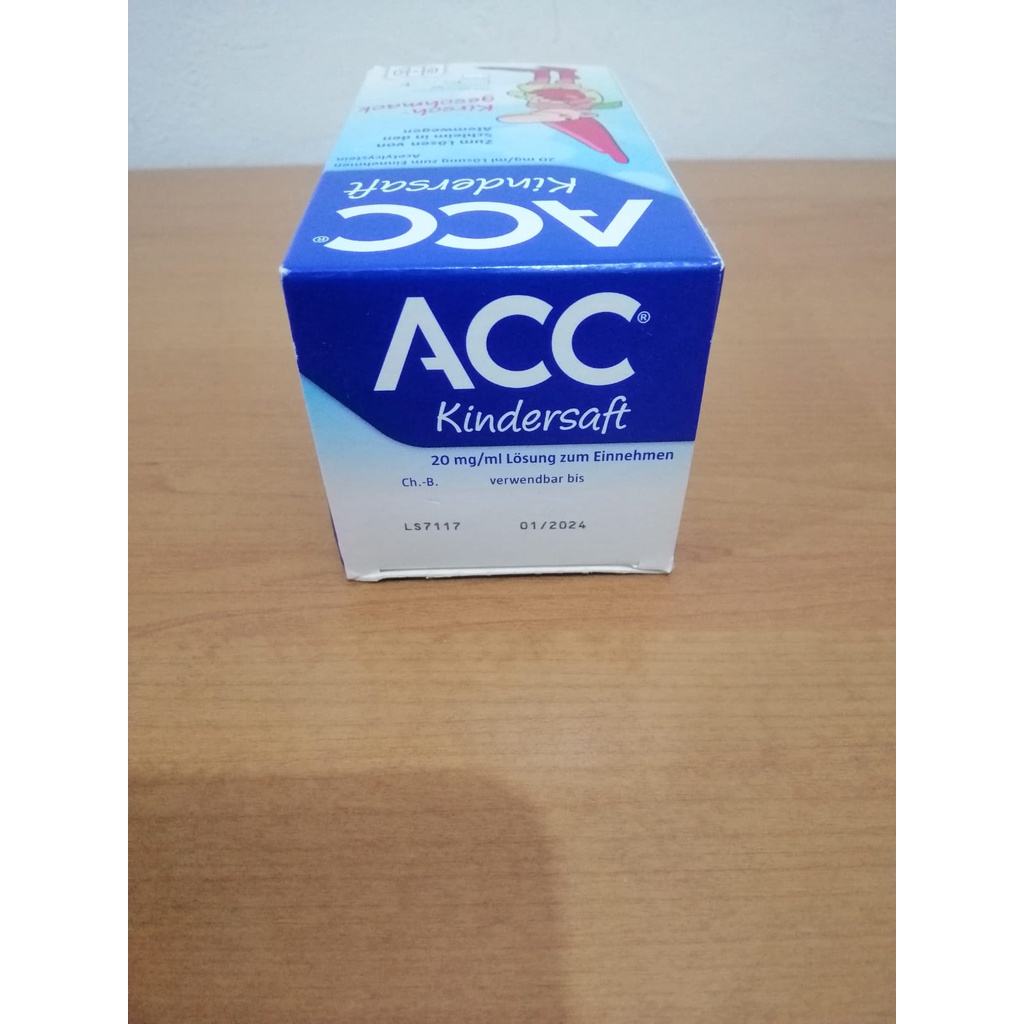 ACC®
Kindersaft
20 mg/ml Lösung zum Einnehmen
Ch.-B. verwendbar bis
LS7117 01/2024
ACC®
Kindersaft
20 mg/ml Lösung zum Einnehmen
Acetylcystein
Zum Lösen von
Schleim in den
Atemwegen
Kirsch-
geschmack